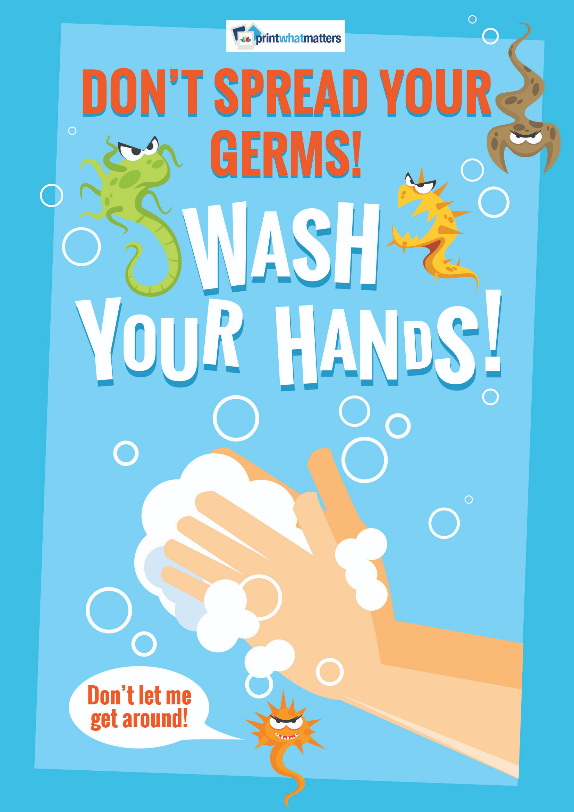 printwhatmatters
DON'T SPREAD YOUR
GERMS!
WASH
YOUR HANDS!
Don't let me
get around!